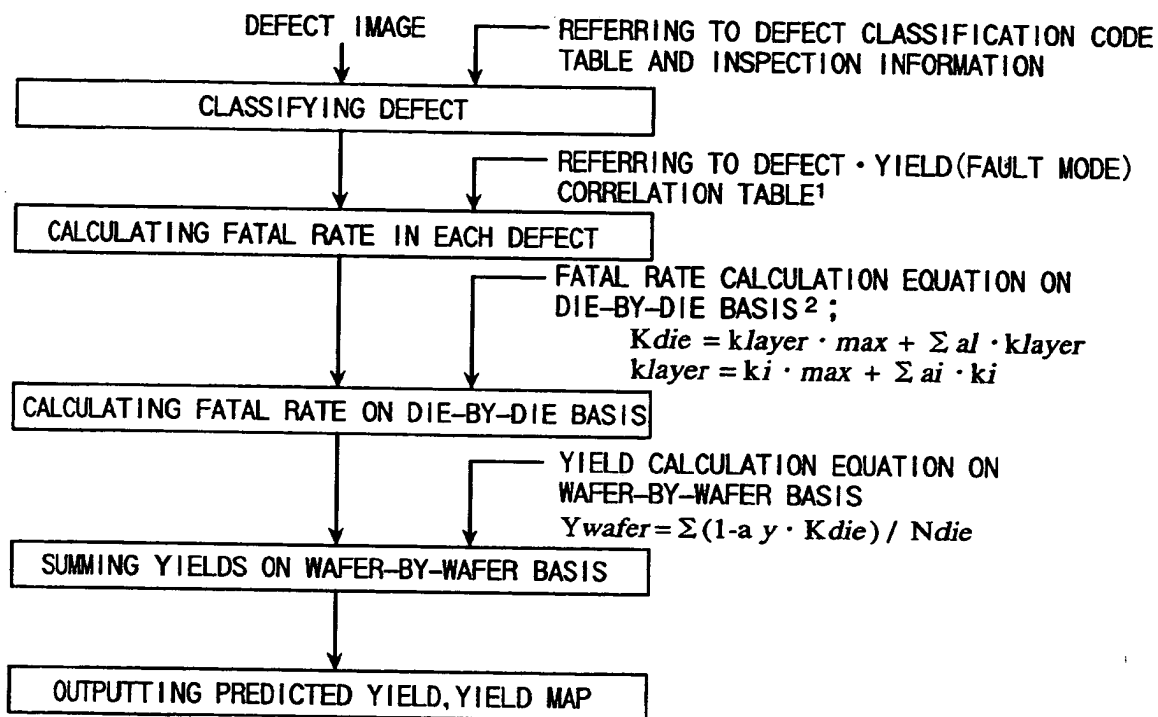 DEFECT IMAGE
REFERRING TO DEFECT CLASSIFICATION CODE
TABLE AND INSPECTION INFORMATION
CLASSIFYING DEFECT
REFERRING TO DEFECT・YIELD(FAULT MODE)
CORRELATION TABLE¹
CALCULATING FATAL RATE IN EACH DEFECT
FATAL RATE CALCULATION EQUATION ON
DIE–BY–DIE BASIS²;
Kdie = klayer · max + Σ al · klayer
klayer = ki · max + Σ ai · ki
CALCULATING FATAL RATE ON DIE–BY–DIE BASIS
YIELD CALCULATION EQUATION ON
WAFER–BY–WAFER BASIS
Ywafer = Σ(1-a y · Kdie) / Ndie
SUMMING YIELDS ON WAFER–BY–WAFER BASIS
OUTPUTTING PREDICTED YIELD, YIELD MAP